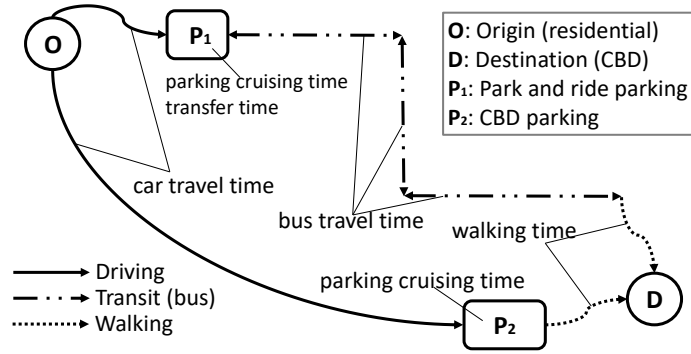 O
P₁
parking cruising time
transfer time
O: Origin (residential)
D: Destination (CBD)
P₁: Park and ride parking
P₂: CBD parking
car travel time
bus travel time
walking time
Driving
Transit (bus)
Walking
parking cruising time
P₂
D